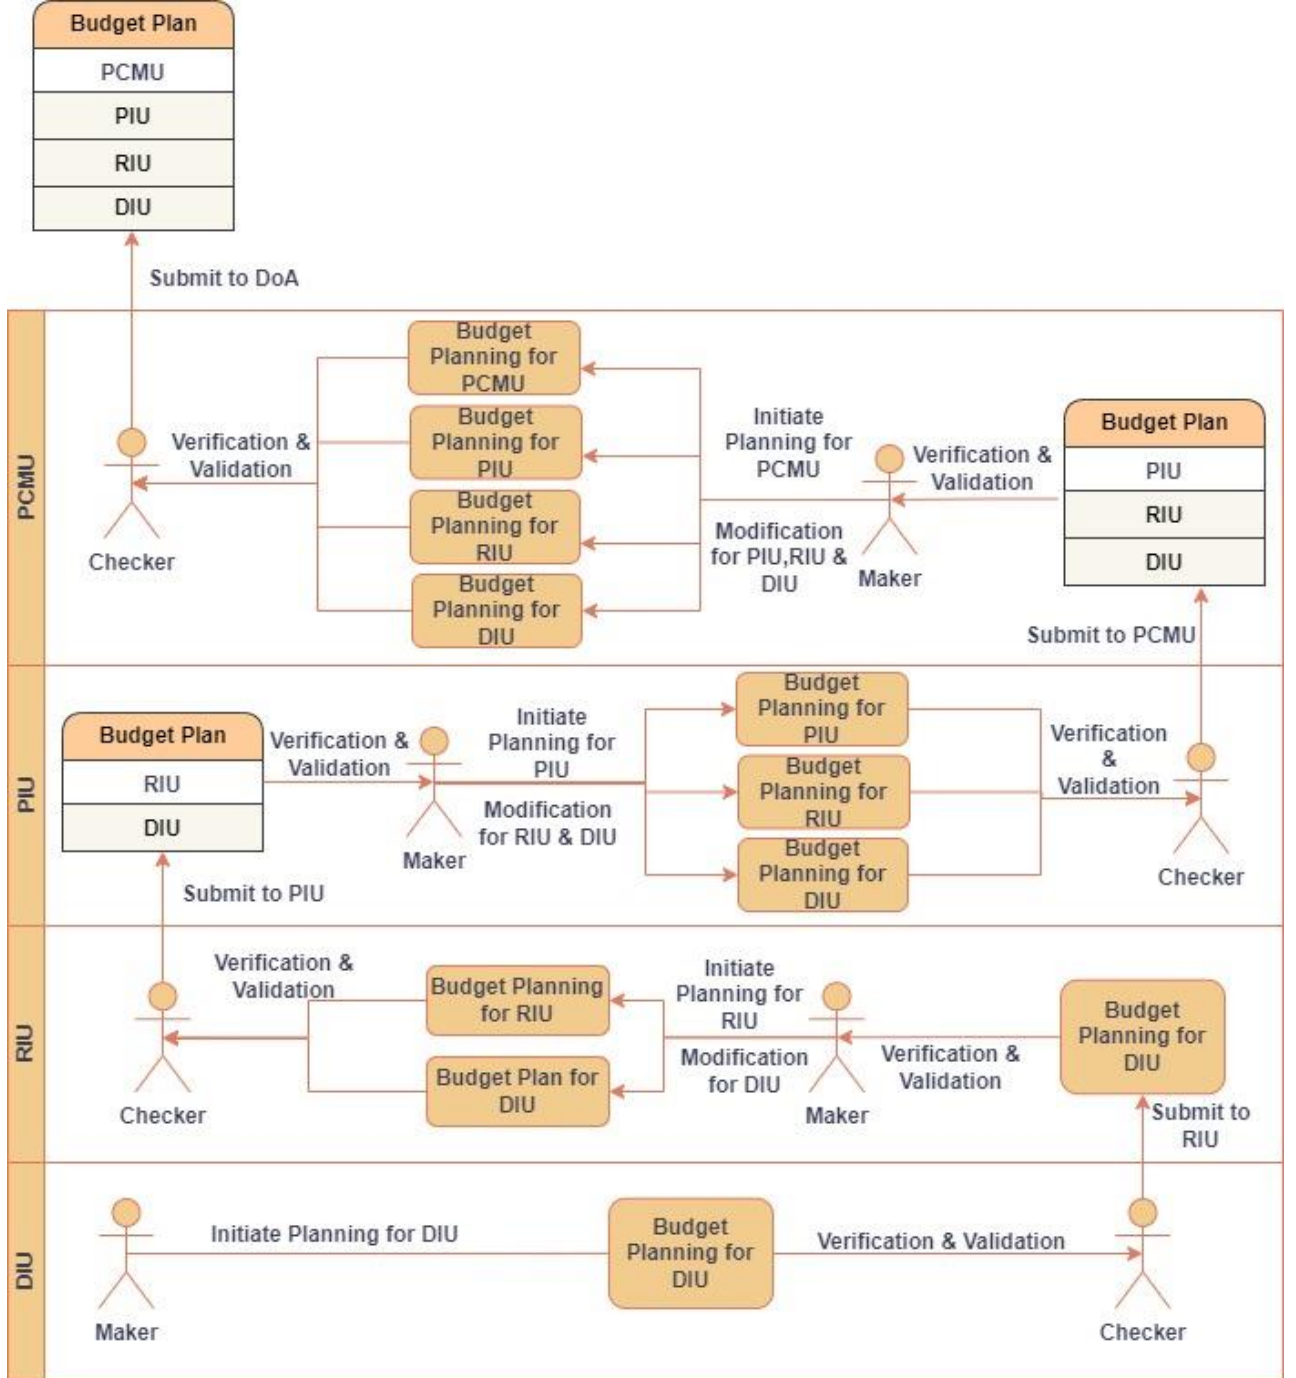 Budget Plan
PCMU
PIU
RIU
DIU
Submit to DoA
PCMU
Budget
Planning for
PCMU
Budget
Planning for
PIU
Budget
Planning for
RIU
Budget
Planning for
DIU
Verification &
Validation
Checker
Initiate
Planning for
PCMU
Modification
for PIU,RIU &
DIU
Maker
Verification &
Validation
Budget Plan
PIU
RIU
DIU
Submit to PCMU
PIU
Budget Plan
RIU
DIU
Verification &
Validation
Maker
Initiate
Planning for
PIU
Modification
for RIU & DIU
Budget
Planning for
PIU
Budget
Planning for
RIU
Budget
Planning for
DIU
Verification
&
Validation
Checker
Submit to PIU
RIU
Verification &
Validation
Checker
Budget Planning
for RIU
Budget Plan for
DIU
Initiate
Planning for
RIU
Modification
for DIU
Maker
Verification &
Validation
Budget
Planning for
DIU
Submit to
RIU
DIU
Maker
Initiate Planning for DIU
Budget
Planning for
DIU
Verification & Validation
Checker